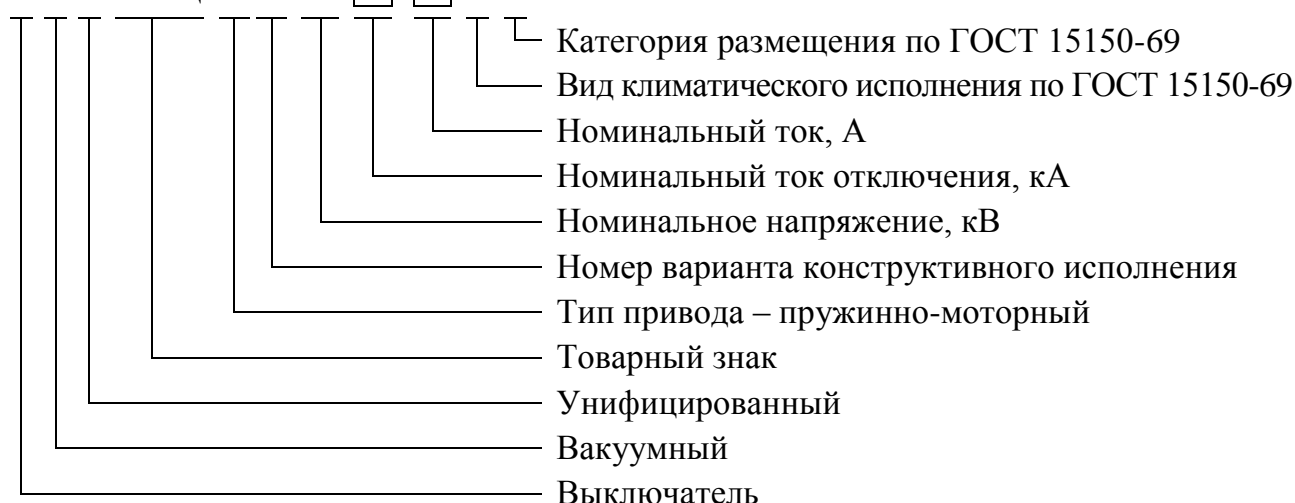 Категория размещения по ГОСТ 15150-69
Вид климатического исполнения по ГОСТ 15150-69
Номинальный ток, А
Номинальный ток отключения, кА
Номинальное напряжение, кВ
Номер варианта конструктивного исполнения
Тип привода – пружинно-моторный
Товарный знак
Унифицированный
Вакуумный
Выключатель